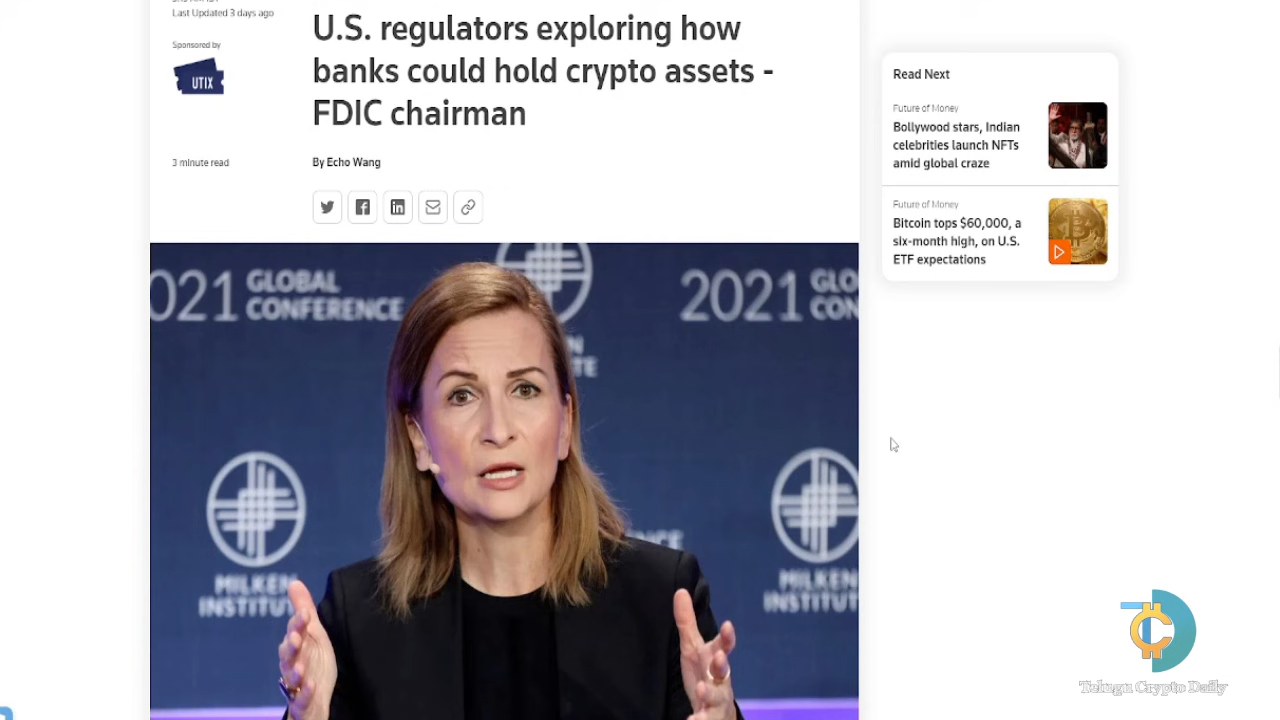 Last Updated 3 days ago
Sponsored by
UTIX
3 minute read
U.S. regulators exploring how
banks could hold crypto assets -
FDIC chairman
By Echo Wang
Read Next
Future of Money
Bollywood stars, Indian
celebrities launch NFTs
amid global craze
Future of Money
Bitcoin tops $60,000, a
six-month high, on U.S.
ETF expectations
2021 GLOBAL
CONFERENCE
2021 GLO
CON
MILKEN
INSTITUT
MILKEN
INSTITUT
Telugu Crypto Daily